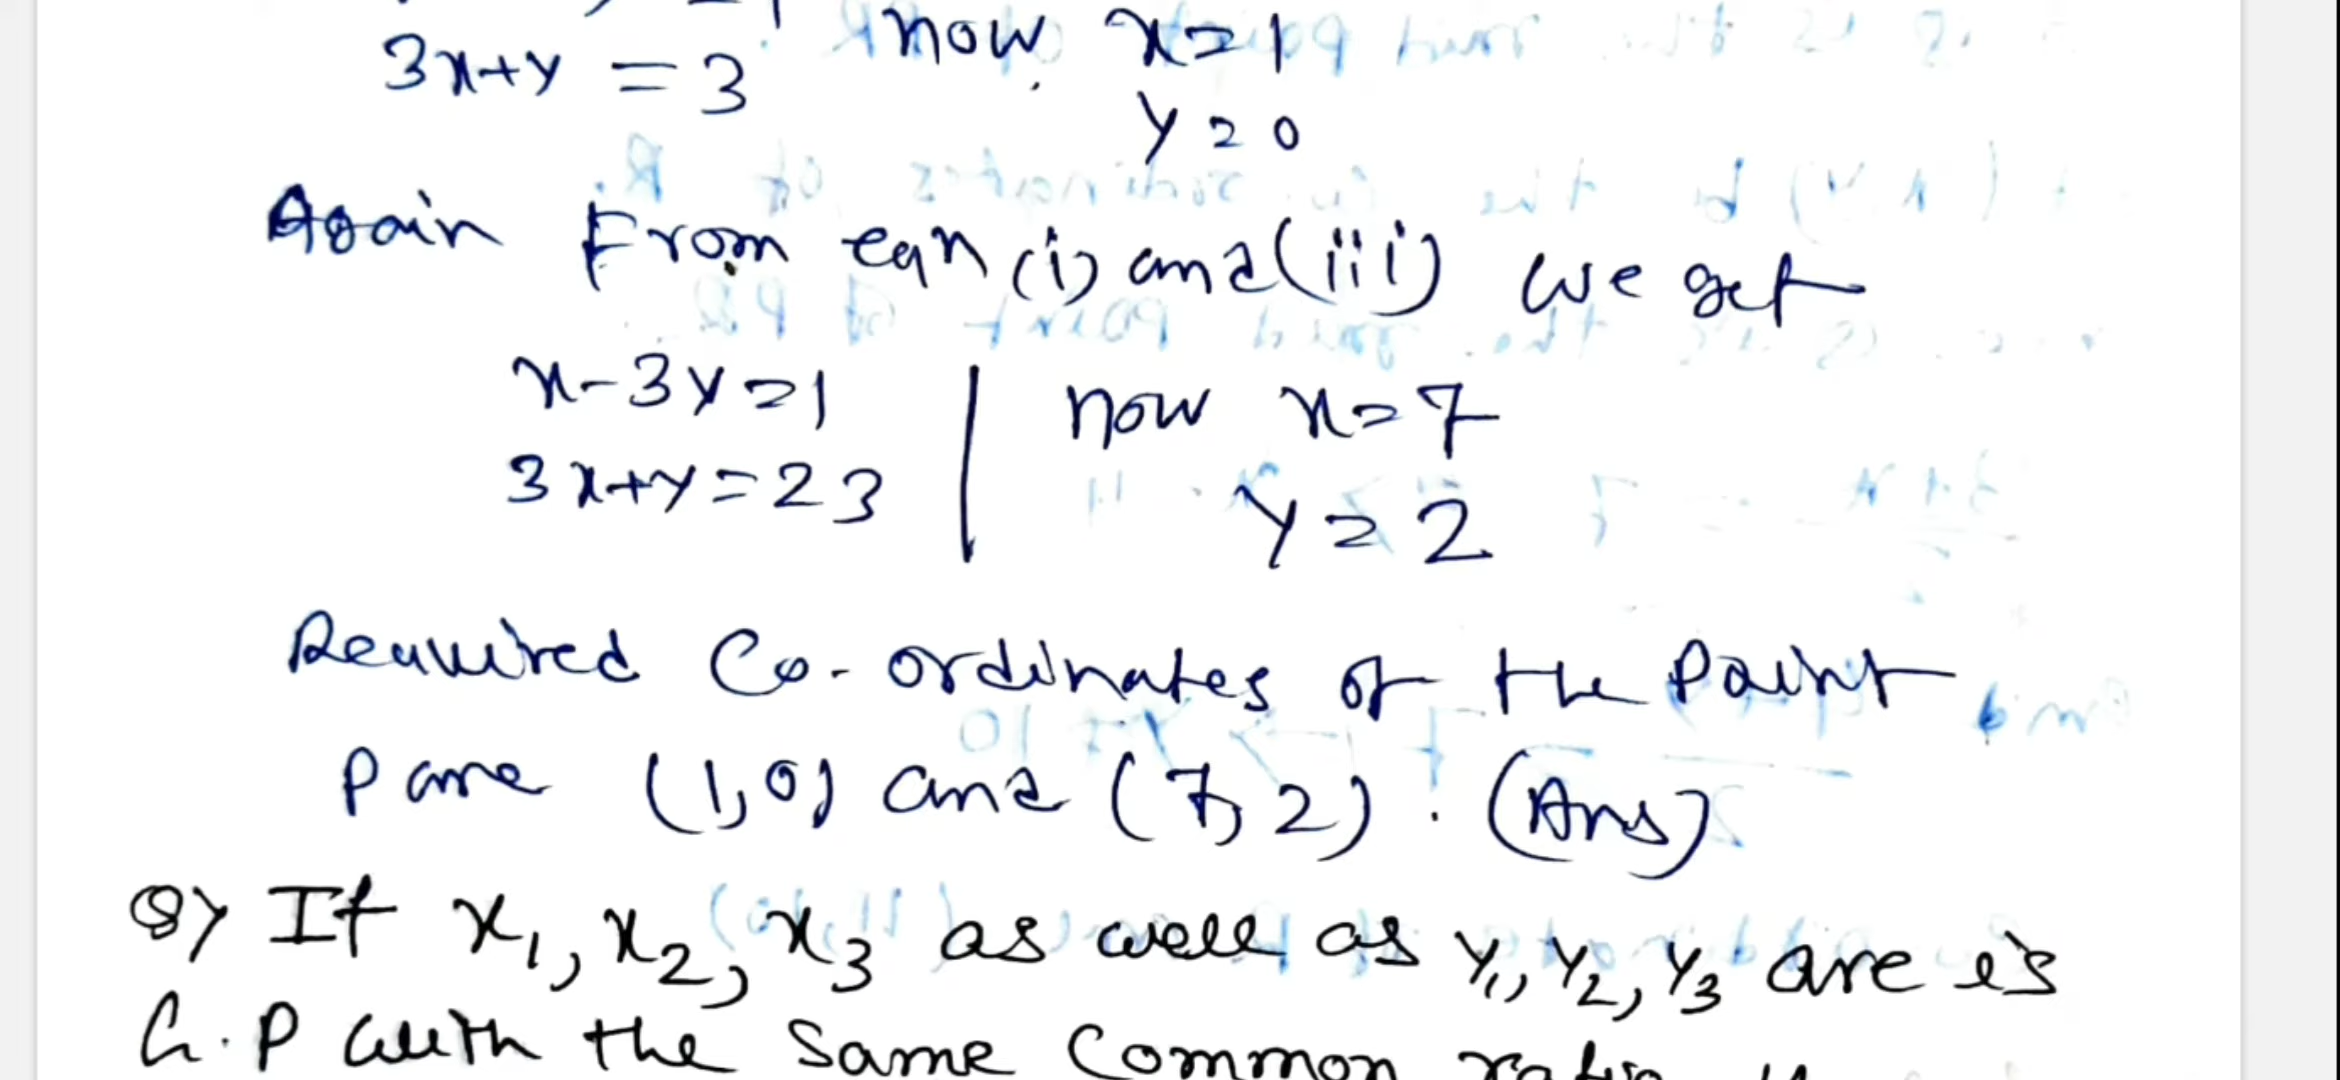 3x+y = 3 now x=1
y=0
Again From eqn (i) and (iii) we get
x-3y=1 now x=7
3x+y=23 y=2
Required Co-ordinates of the Point
P are (1,0) and (7,2). (Ans)
Q) If x₁, x₂, x₃ as well as y₁, y₂, y₃ are is
G.P with the same common ratio